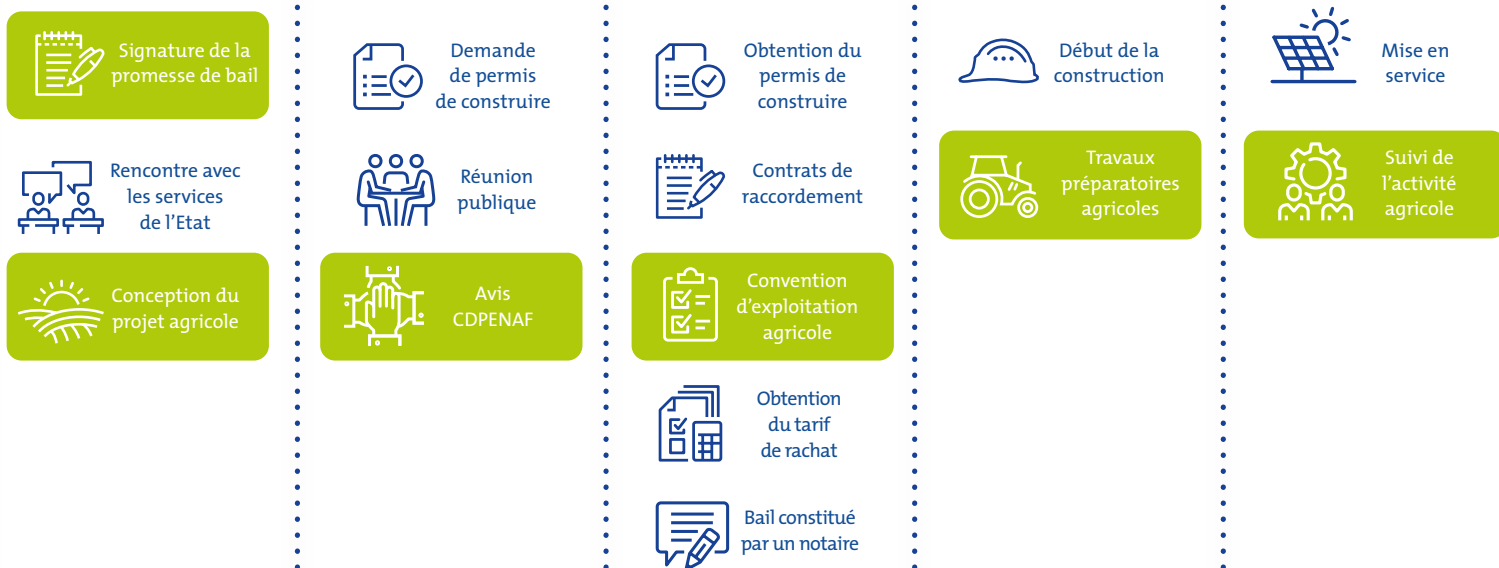 Signature de la
promesse de bail
Rencontre avec
les services
de l'Etat
Conception du
projet agricole
Demande
de permis
de construire
Réunion
publique
Avis
CDPENAF
Obtention du
permis de
construire
Contrats de
raccordement
Convention
d'exploitation
agricole
Obtention
du tarif
de rachat
Bail constitué
par un notaire
Début de la
construction
Travaux
préparatoires
agricoles
Mise en
service
Suivi de
l'activité
agricole